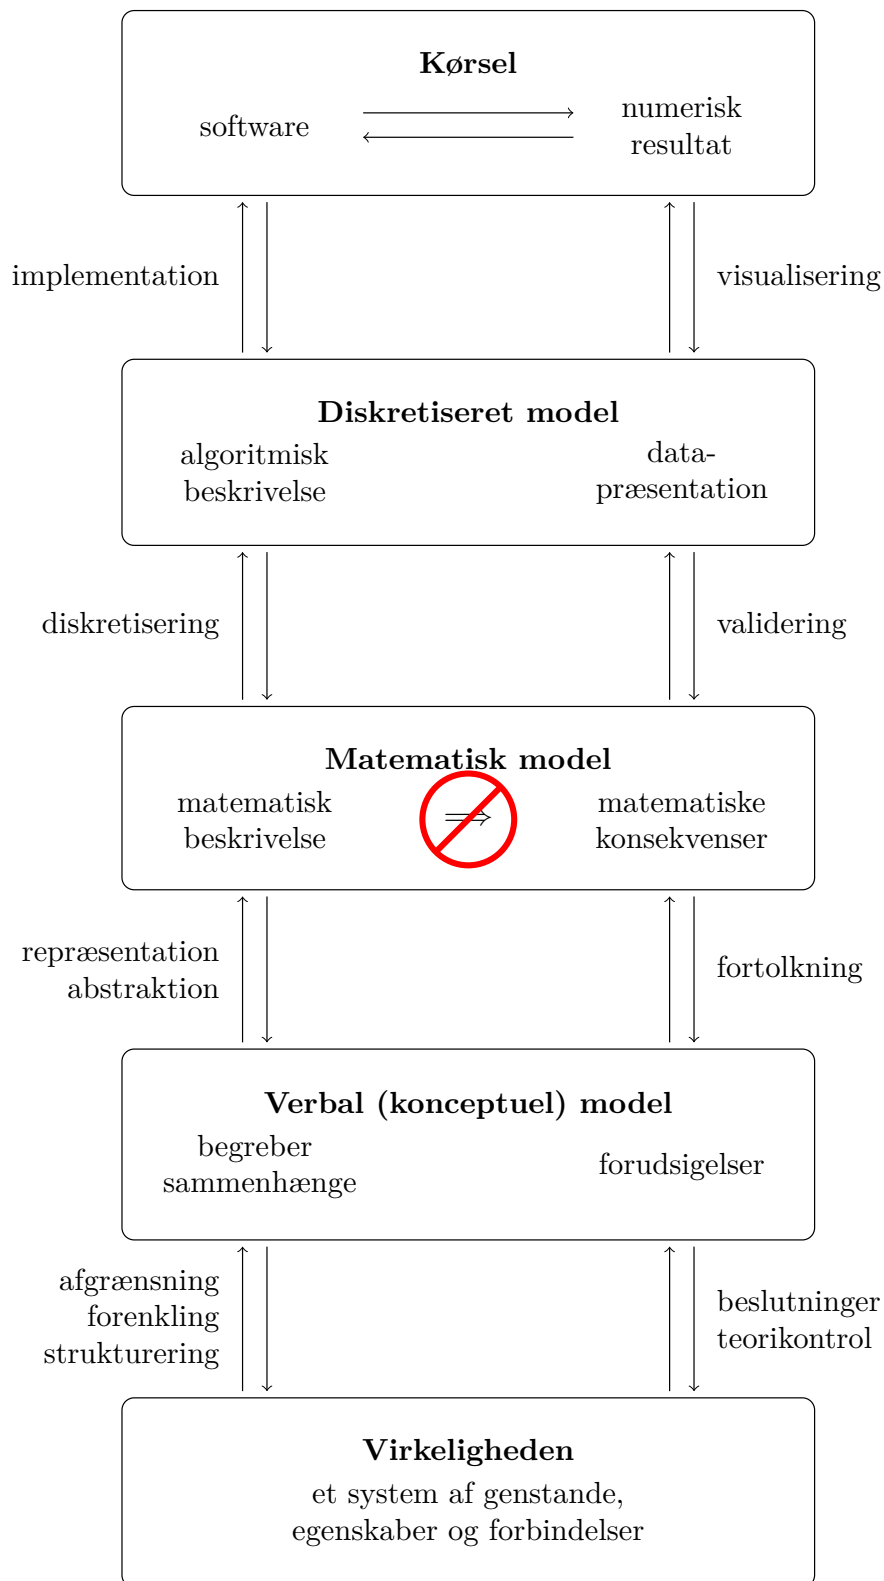 Kørsel
software
numerisk
resultat
implementation
visualisering
Diskretiseret model
algoritmisk
beskrivelse
data-
præsentation
diskretisering
validering
Matematisk model
matematisk
beskrivelse
⇒
matematiske
konsekvenser
repræsentation
abstraktion
fortolkning
Verbal (konceptuel) model
begreber
sammenhænge
forudsigelser
afgrænsning
forenkling
strukturering
beslutninger
teorikontrol
Virkeligheden
et system af genstande,
egenskaber og forbindelser